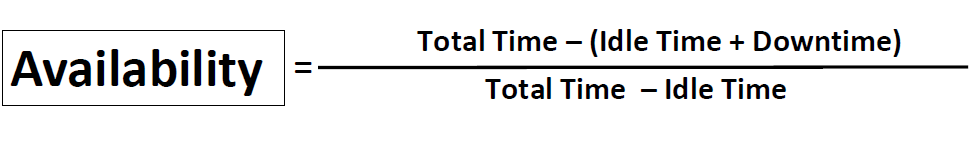 Availability =
Total Time – (Idle Time + Downtime)
Total Time – Idle Time